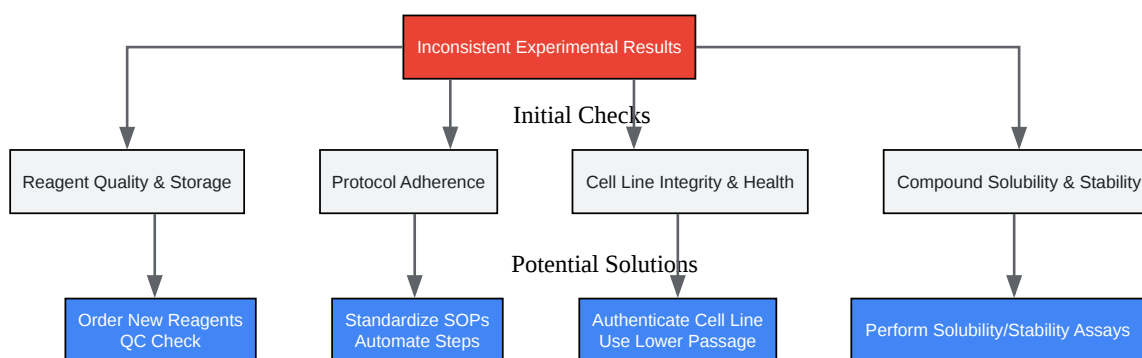 Inconsistent Experimental Results
Initial Checks
Reagent Quality & Storage
Protocol Adherence
Cell Line Integrity & Health
Compound Solubility & Stability
Potential Solutions
Order New Reagents
QC Check
Standardize SOPs
Automate Steps
Authenticate Cell Line
Use Lower Passage
Perform Solubility/Stability Assays